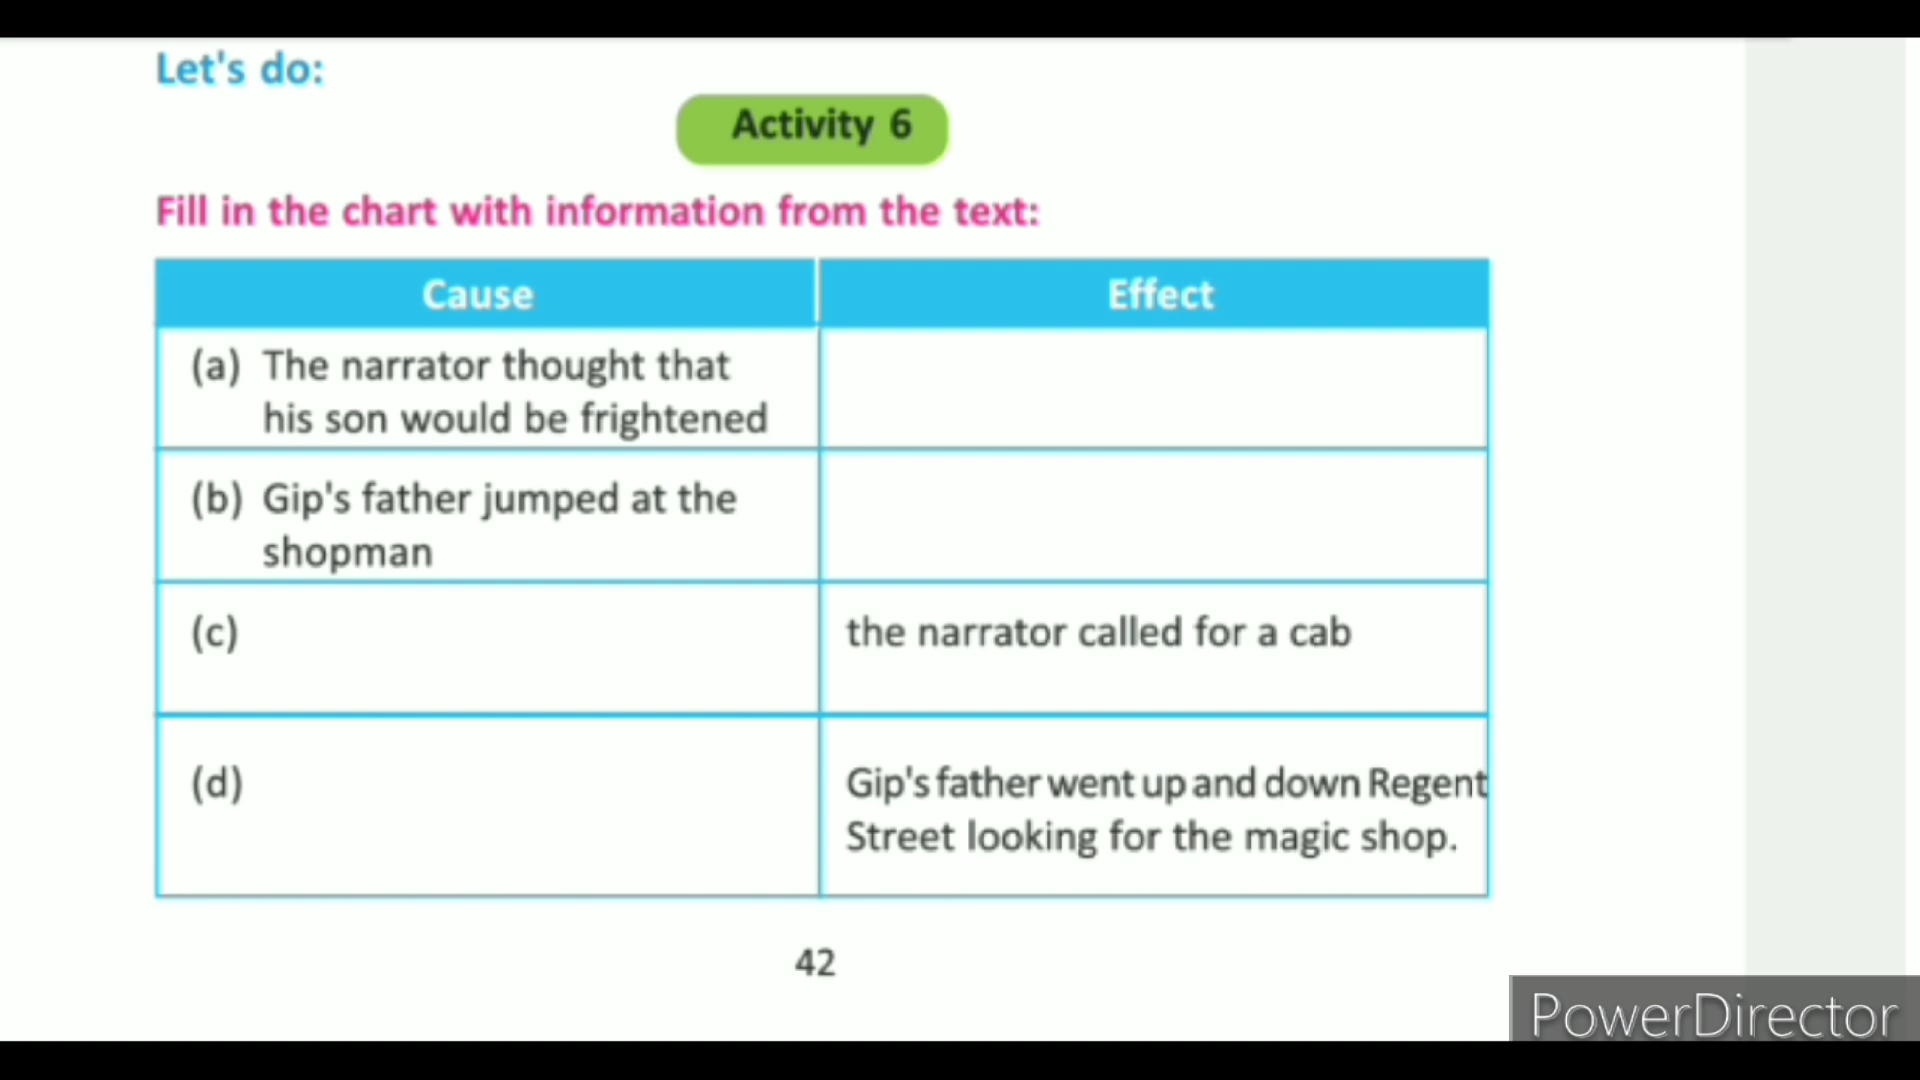 Let's do:
Activity 6
Fill in the chart with information from the text:
Cause Effect
(a) The narrator thought that
his son would be frightened
(b) Gip's father jumped at the
shopman
(c) the narrator called for a cab
(d) Gip's father went up and down Regent
Street looking for the magic shop.
42
PowerDirector